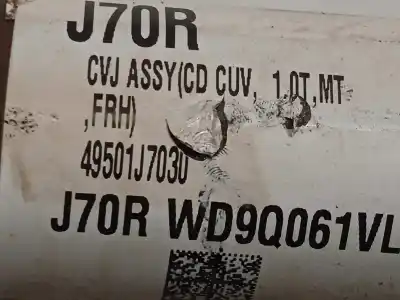 J70R
CVJ ASSY(CD CUV, 1.0T,MT
,FRH)
49501J7030
J70R WD9Q061VL